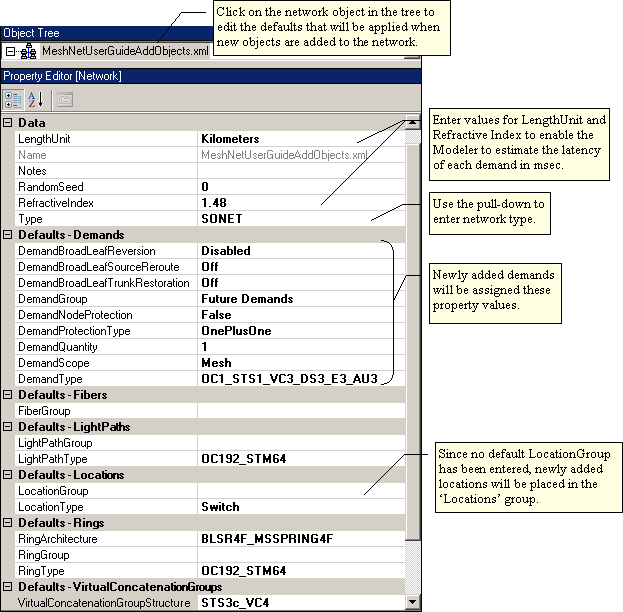 Click on the network object in the tree to
edit the defaults that will be applied when
new objects are added to the network.
Object Tree
MeshNetUserGuideAddObjects.xml
Property Editor [Network]
Data
LengthUnit Kilometers
Name MeshNetUserGuideAddObjects.xml
Notes
RandomSeed 0
RefractiveIndex 1.48
Type SONET
Defaults - Demands
DemandBroadLeafReversion Disabled
DemandBroadLeafSourceReroute Off
DemandBroadLeafTrunkRestoration Off
DemandGroup Future Demands
DemandNodeProtection False
DemandProtectionType OnePlusOne
DemandQuantity 1
DemandScope Mesh
DemandType OC1_STS1_VC3_DS3_E3_AU3
Defaults - Fibers
FiberGroup
Defaults - LightPaths
LightPathGroup
LightPathType OC192_STM64
Defaults - Locations
LocationGroup
LocationType Switch
Defaults - Rings
RingArchitecture BLSR4F_MSSPRING4F
RingGroup
RingType OC192_STM64
Defaults - VirtualConcatenationGroups
VirtualConcatenationGroupStructure STS3c_VC4
Enter values for LengthUnit and
Refractive Index to enable the
Modeler to estimate the latency
of each demand in msec.
Use the pull-down to
enter network type.
Newly added demands
will be assigned these
property values.
Since no default LocationGroup
has been entered, newly added
locations will be placed in the
‘Locations’ group.